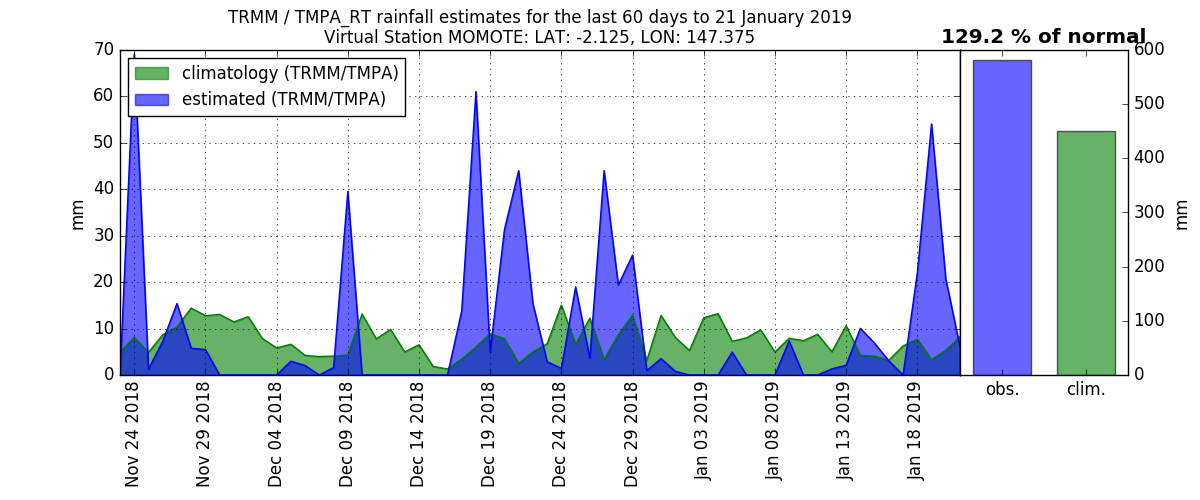 TRMM / TMPA_RT rainfall estimates for the last 60 days to 21 January 2019
Virtual Station MOMOTE: LAT: -2.125, LON: 147.375
129.2 % of normal
climatology (TRMM/TMPA)
estimated (TRMM/TMPA)
mm
70
60
50
40
30
20
10
0
Nov 24 2018
Nov 29 2018
Dec 04 2018
Dec 09 2018
Dec 14 2018
Dec 19 2018
Dec 24 2018
Dec 29 2018
Jan 03 2019
Jan 08 2019
Jan 13 2019
Jan 18 2019
obs.
clim.
600
500
400
300
200
100
0
mm